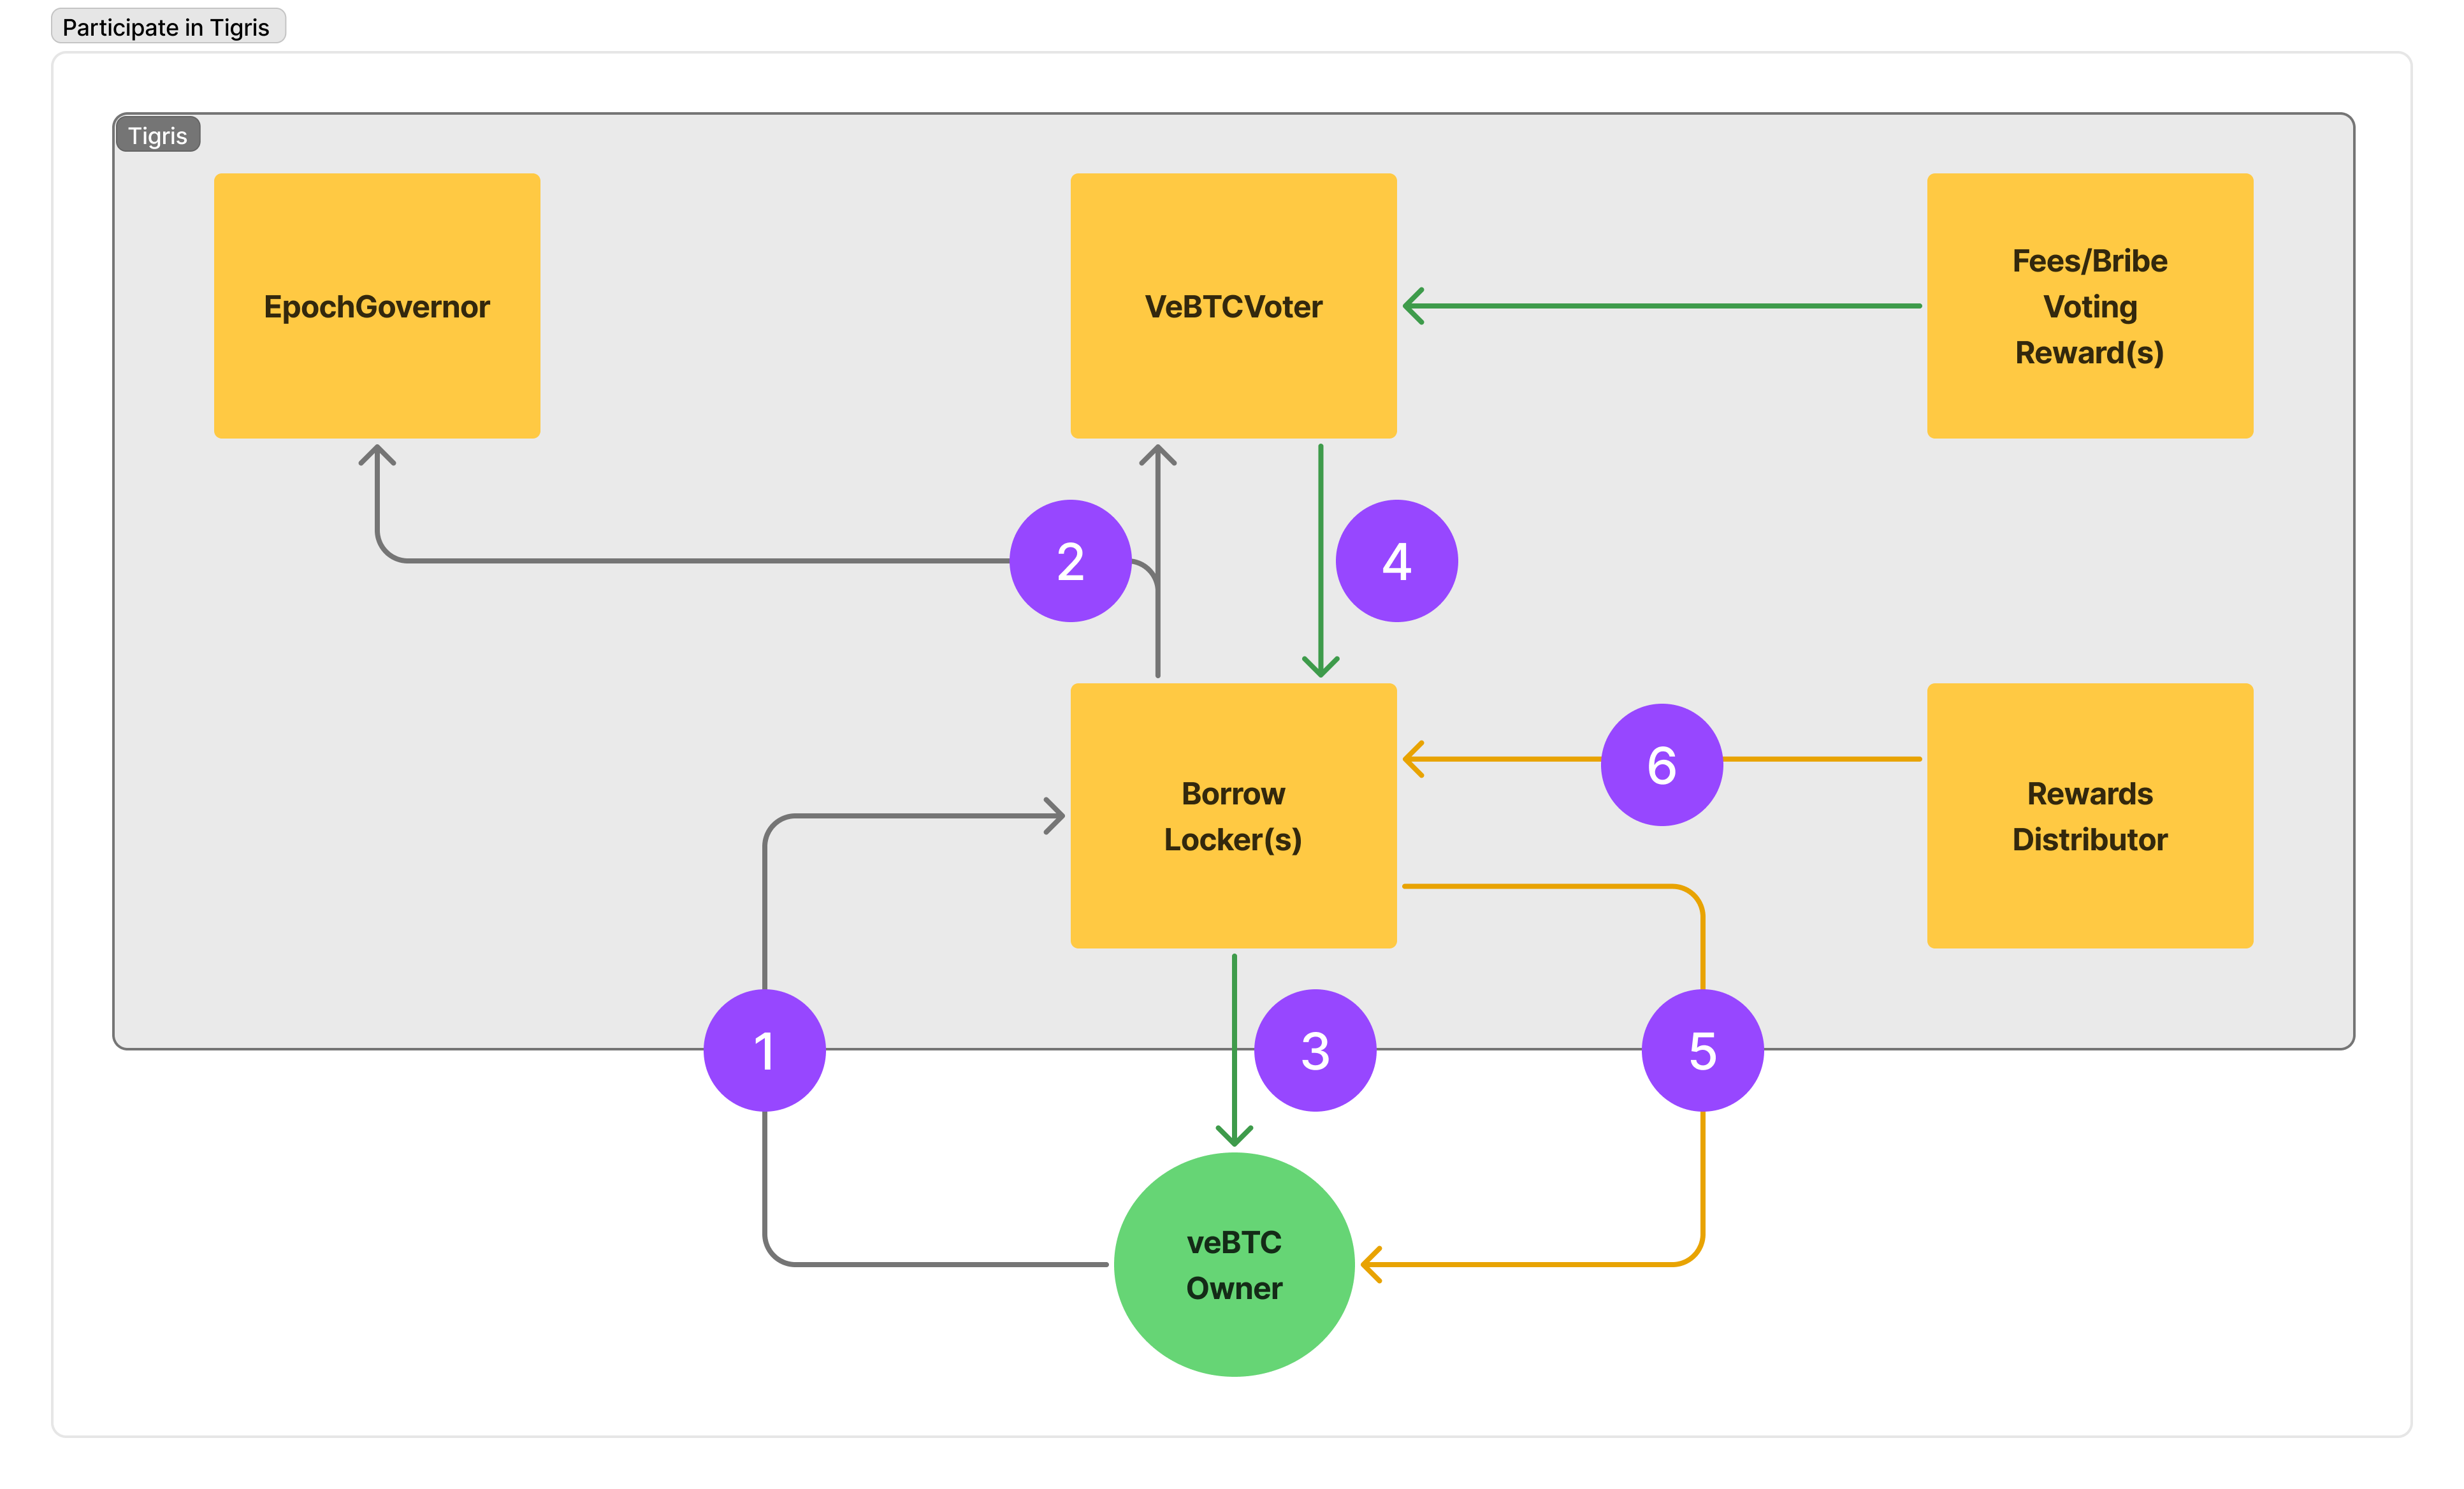 Participate in Tigris
Tigris
EpochGovernor
VeBTCVoter
Fees/Bribe
Voting
Reward(s)
2
4
Borrow
Locker(s)
6
Rewards
Distributor
1
3
5
veBTC
Owner